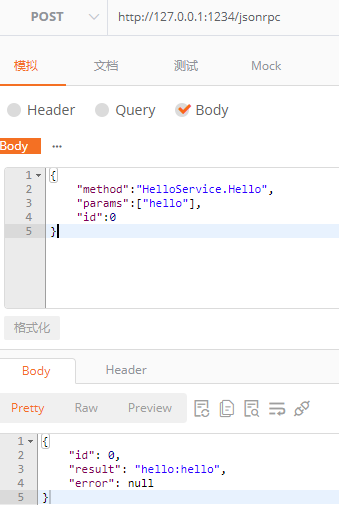 POST http://127.0.0.1:1234/jsonrpc
模拟 文档 测试 Mock
Header Query Body
Body ...
1 {
2 "method":"HelloService.Hello",
3 "params":["hello"],
4 "id":0
5 }
格式化
Body Header
Pretty Raw Preview
1 {
2 "id": 0,
3 "result": "hello:hello",
4 "error": null
5 }